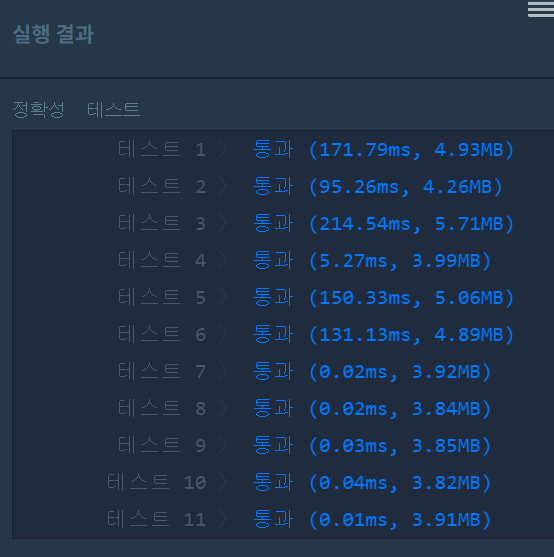 실행 결과
정확성 테스트
테스트 1 〉 통과 (171.79ms, 4.93MB)
테스트 2 〉 통과 (95.26ms, 4.26MB)
테스트 3 〉 통과 (214.54ms, 5.71MB)
테스트 4 〉 통과 (5.27ms, 3.99MB)
테스트 5 〉 통과 (150.33ms, 5.06MB)
테스트 6 〉 통과 (131.13ms, 4.89MB)
테스트 7 〉 통과 (0.02ms, 3.92MB)
테스트 8 〉 통과 (0.02ms, 3.84MB)
테스트 9 〉 통과 (0.03ms, 3.85MB)
테스트 10 〉 통과 (0.04ms, 3.82MB)
테스트 11 〉 통과 (0.01ms, 3.91MB)